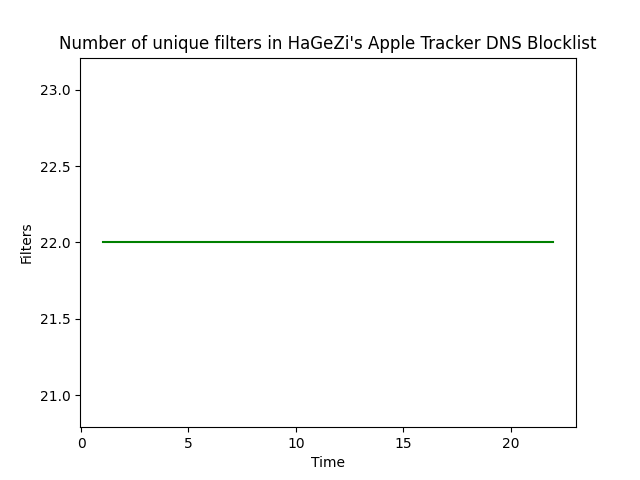 Number of unique filters in HaGeZi's Apple Tracker DNS Blocklist
23.0
22.5
22.0
21.5
21.0
Filters
0 5 10 15 20
Time